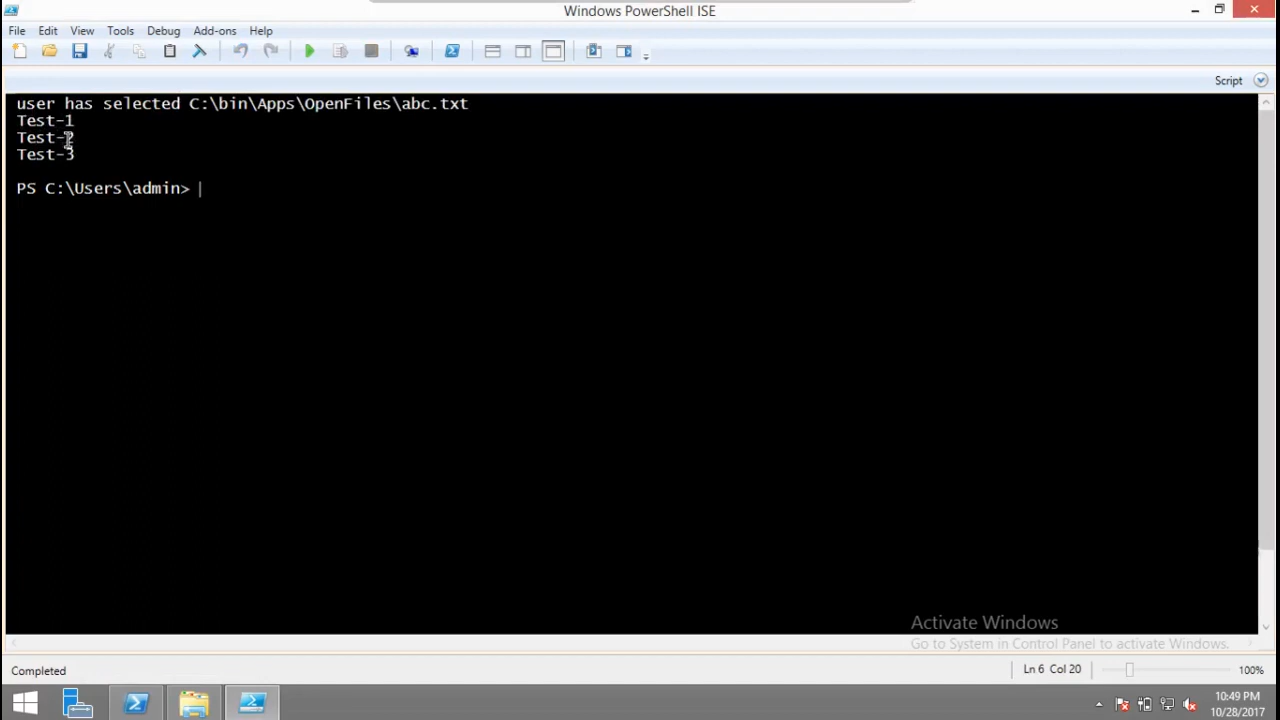 Windows PowerShell ISE
File Edit View Tools Debug Add-ons Help
Script
user has selected C:\bin\Apps\OpenFiles\abc.txt
Test-1
Test-2
Test-3
PS C:\Users\admin>
Activate Windows
Go to System in Control Panel to activate Windows.
Completed
Ln 6 Col 20
100%
10:49 PM
10/28/2017